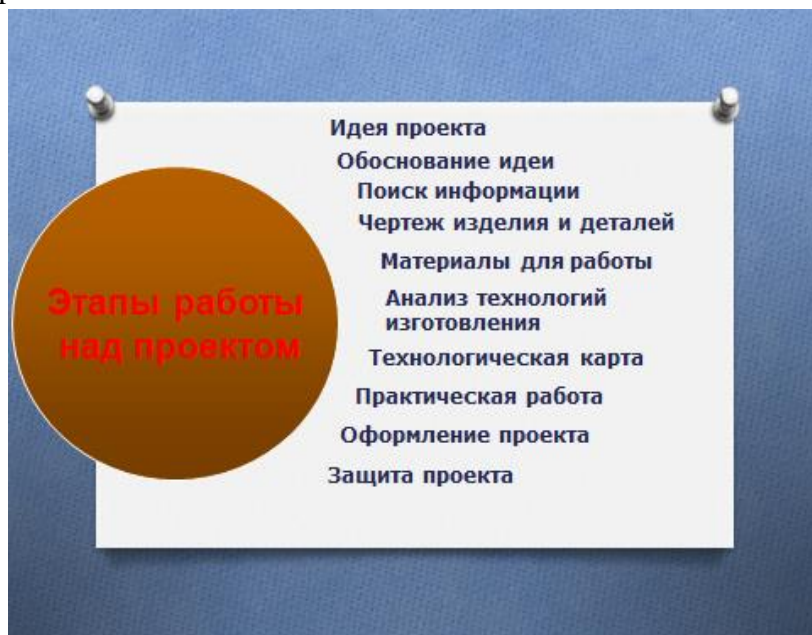 Идея проекта
Обоснование идеи
Поиск информации
Чертеж изделия и деталей
Материалы для работы
Анализ технологий
изготовления
Технологическая карта
Практическая работа
Оформление проекта
Защита проекта
Этапы работы
над проектом